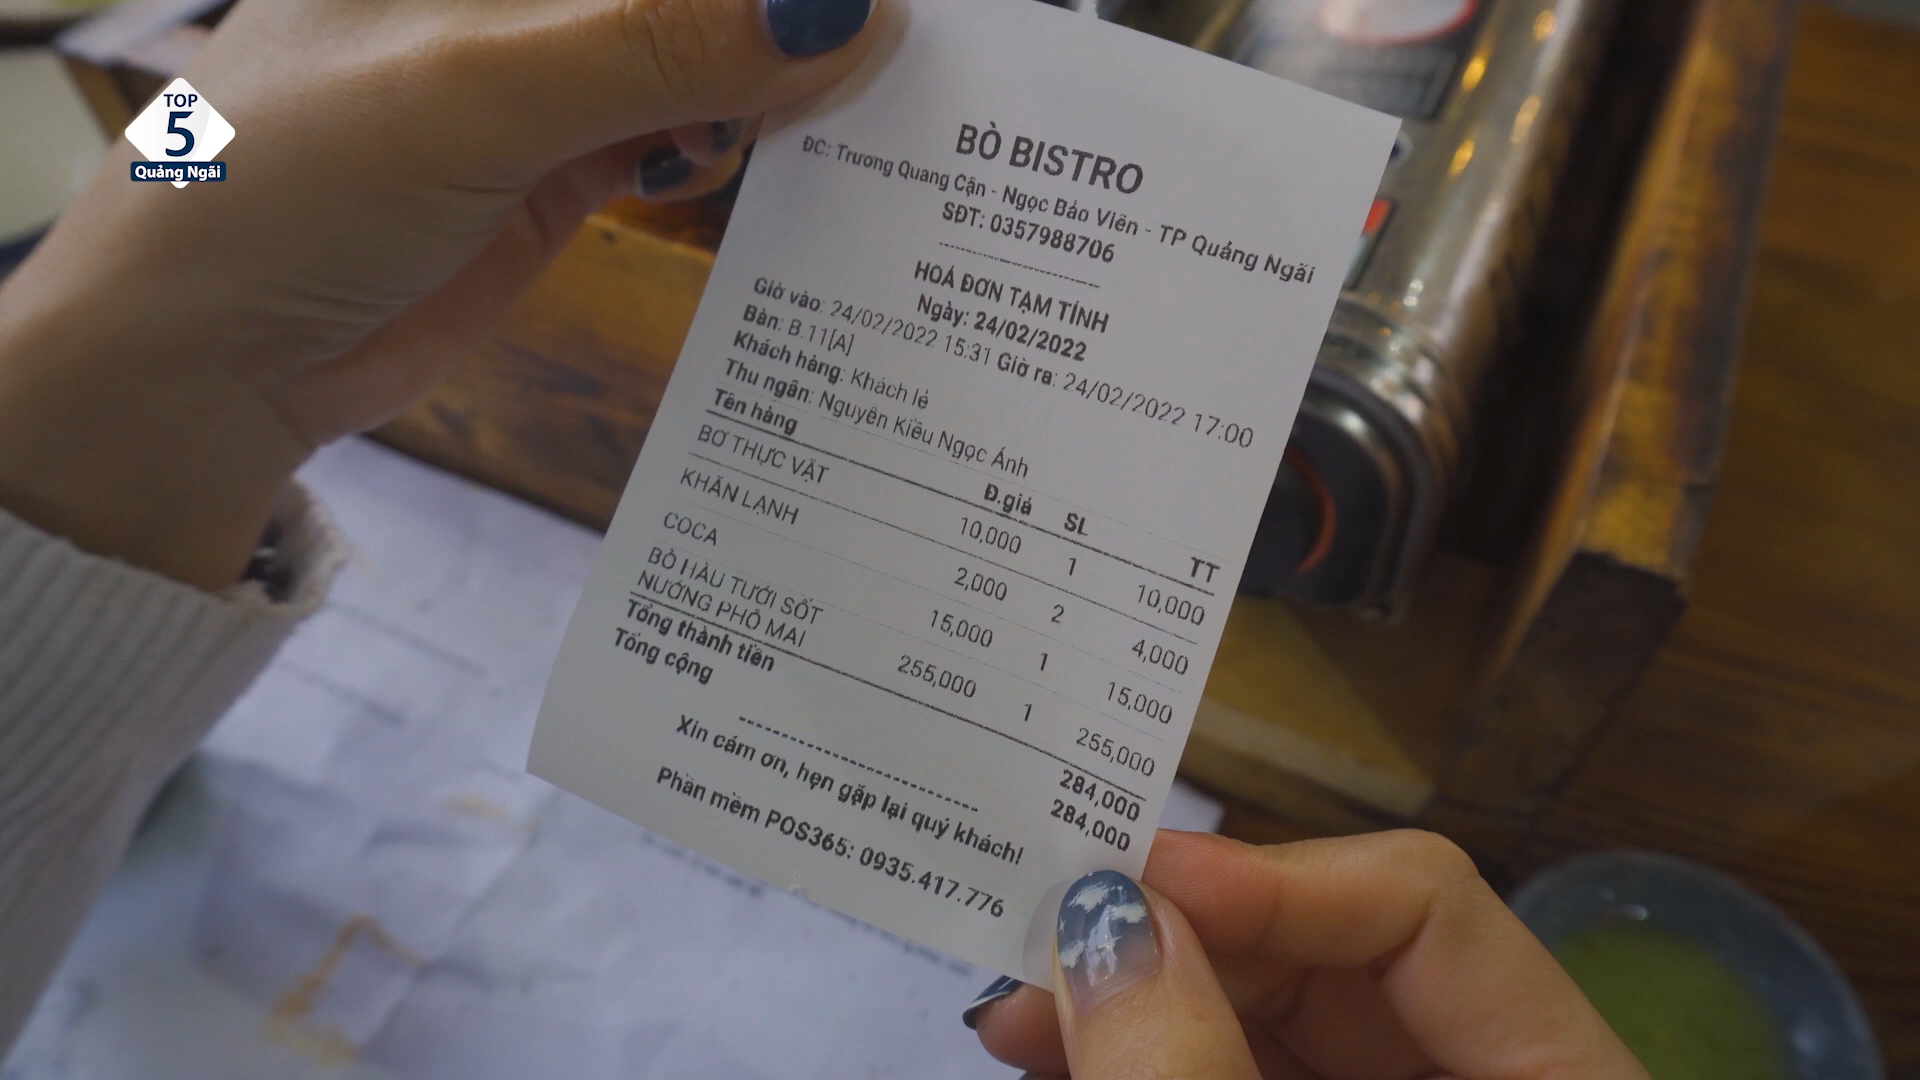 TOP
5
Quảng Ngãi
BÒ BISTRO
ĐC: Trương Quang Cận - Ngọc Bảo Viên - TP Quảng Ngãi
SĐT: 0357988706
HOÁ ĐƠN TẠM TÍNH
Ngày: 24/02/2022
Giờ vào: 24/02/2022 15:31 Giờ ra: 24/02/2022 17:00
Bàn: B.11[A]
Khách hàng: Khách lẻ
Thu ngân: Nguyên Kiều Ngọc Ánh
Tên hàng Đ.giá SL TT
BƠ THỰC VẬT 10,000 1 10,000
KHĂN LẠNH 2,000 2 4,000
COCA 15,000 1 15,000
BÒ HÀU TƯƠI SỐT
NƯỚNG PHÔ MAI 255,000 1 255,000
Tổng thành tiền 284,000
Tổng cộng 284,000
Xin cám ơn, hẹn gặp lại quý khách!
Phần mềm POS365: 0935.417.776